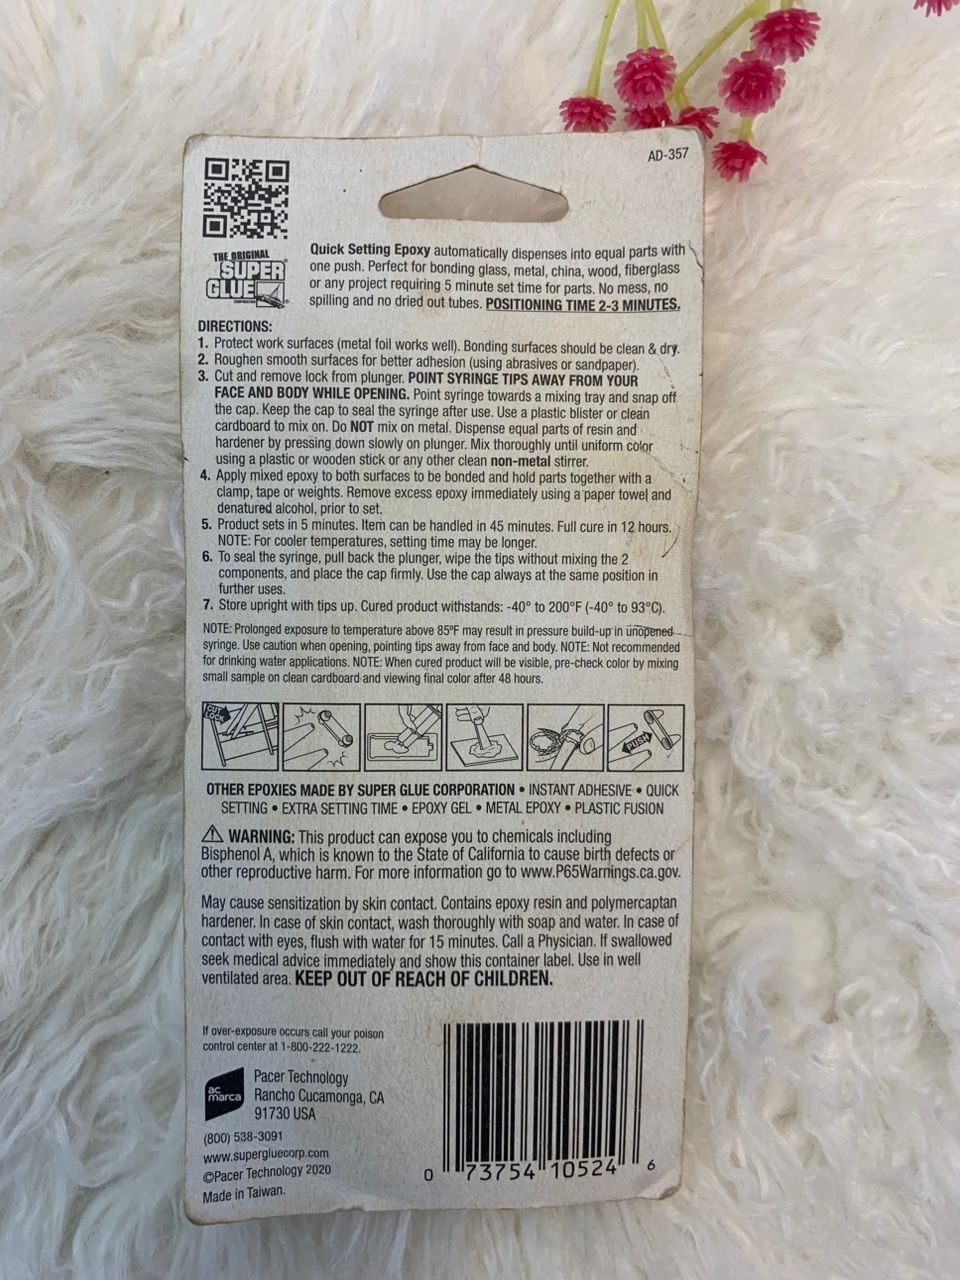 AD-357
THE ORIGINAL
SUPER
GLUE
CORPORATION
Quick Setting Epoxy automatically dispenses into equal parts with
one push. Perfect for bonding glass, metal, china, wood, fiberglass
or any project requiring 5 minute set time for parts. No mess, no
spilling and no dried out tubes. POSITIONING TIME 2-3 MINUTES.
DIRECTIONS:
1. Protect work surfaces (metal foil works well). Bonding surfaces should be clean & dry.
2. Roughen smooth surfaces for better adhesion (using abrasives or sandpaper).
3. Cut and remove lock from plunger. POINT SYRINGE TIPS AWAY FROM YOUR
FACE AND BODY WHILE OPENING. Point syringe towards a mixing tray and snap off
the cap. Keep the cap to seal the syringe after use. Use a plastic blister or clean
cardboard to mix on. Do NOT mix on metal. Dispense equal parts of resin and
hardener by pressing down slowly on plunger. Mix thoroughly until uniform color
using a plastic or wooden stick or any other clean non-metal stirrer.
4. Apply mixed epoxy to both surfaces to be bonded and hold parts together with a
clamp, tape or weights. Remove excess epoxy immediately using a paper towel and
denatured alcohol, prior to set.
5. Product sets in 5 minutes. Item can be handled in 45 minutes. Full cure in 12 hours.
NOTE: For cooler temperatures, setting time may be longer.
6. To seal the syringe, pull back the plunger, wipe the tips without mixing the 2
components, and place the cap firmly. Use the cap always at the same position in
further uses.
7. Store upright with tips up. Cured product withstands: -40° to 200°F (-40° to 93°C).
NOTE: Prolonged exposure to temperature above 85ºF may result in pressure build-up in unopened
syringe. Use caution when opening, pointing tips away from face and body. NOTE: Not recommended
for drinking water applications. NOTE: When cured product will be visible, pre-check color by mixing
small sample on clean cardboard and viewing final color after 48 hours.
CUT
LOCK
PUSH
OTHER EPOXIES MADE BY SUPER GLUE CORPORATION • INSTANT ADHESIVE • QUICK
SETTING • EXTRA SETTING TIME • EPOXY GEL • METAL EPOXY • PLASTIC FUSION
WARNING: This product can expose you to chemicals including
Bisphenol A, which is known to the State of California to cause birth defects or
other reproductive harm. For more information go to www.P65Warnings.ca.gov.
May cause sensitization by skin contact. Contains epoxy resin and polymercaptan
hardener. In case of skin contact, wash thoroughly with soap and water. In case of
contact with eyes, flush with water for 15 minutes. Call a Physician. If swallowed
seek medical advice immediately and show this container label. Use in well
ventilated area. KEEP OUT OF REACH OF CHILDREN.
If over-exposure occurs call your poison
control center at 1-800-222-1222.
ac
marca
Pacer Technology
Rancho Cucamonga, CA
91730 USA
(800) 538-3091
www.supergluecorp.com
©Pacer Technology 2020
Made in Taiwan.
0 73754 10524 6